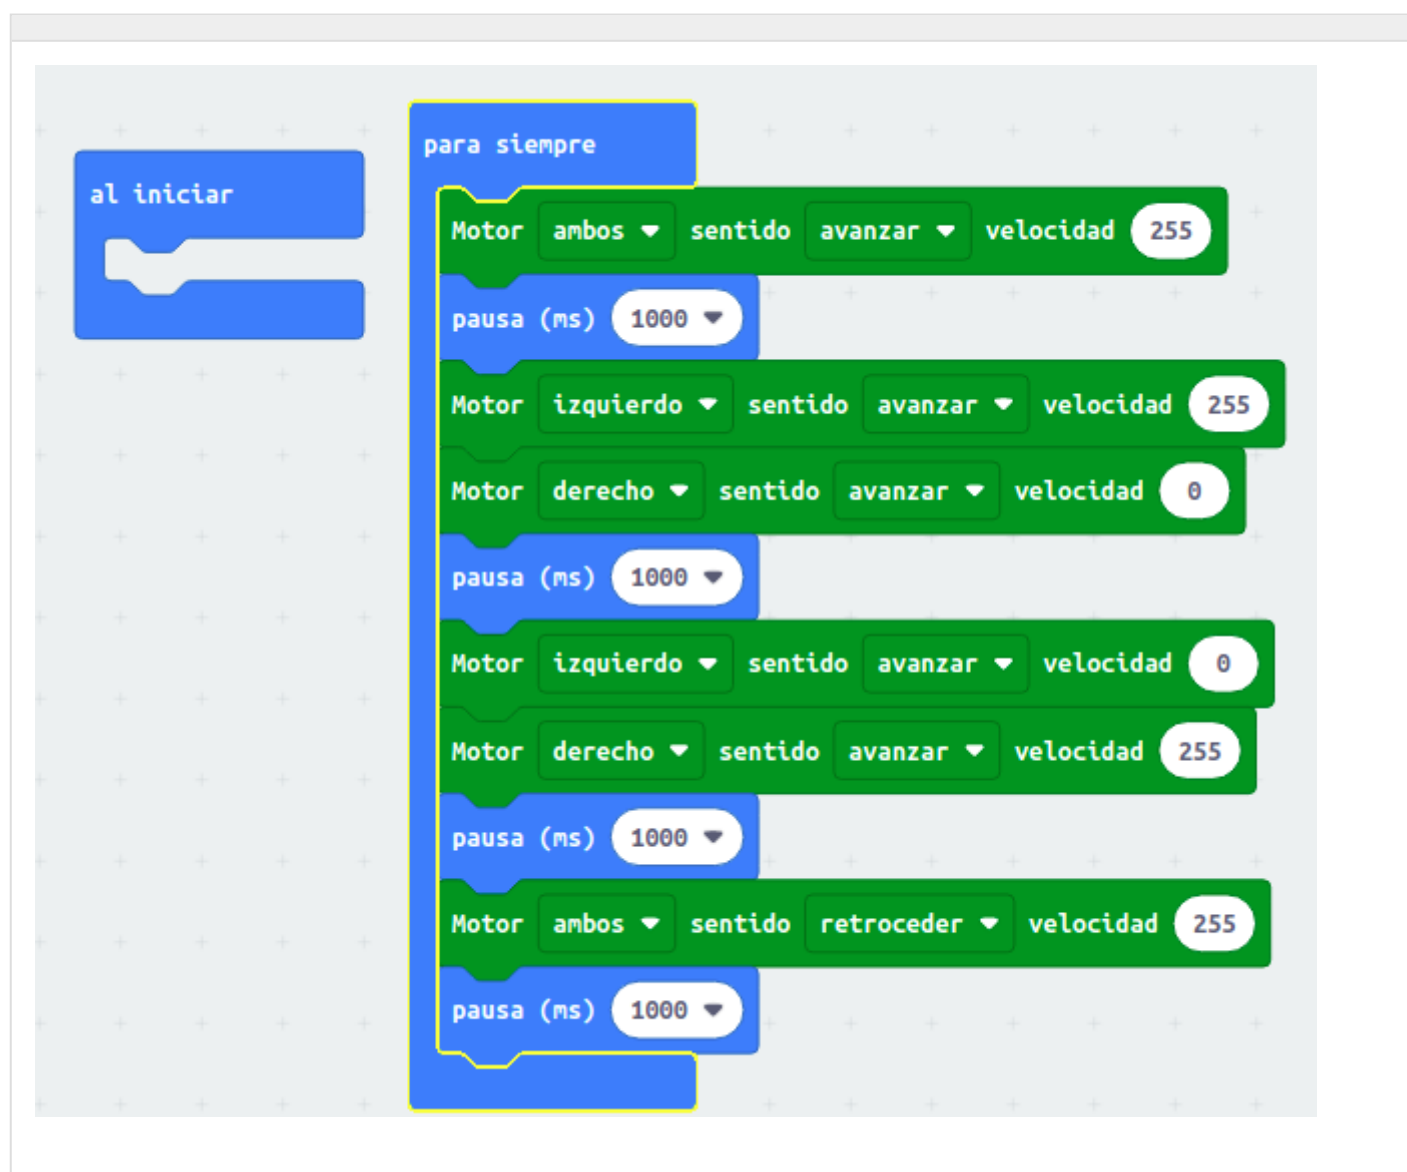 al iniciar
para siempre
Motor ambos sentido avanzar velocidad 255
pausa (ms) 1000
Motor izquierdo sentido avanzar velocidad 255
Motor derecho sentido avanzar velocidad 0
pausa (ms) 1000
Motor izquierdo sentido avanzar velocidad 0
Motor derecho sentido avanzar velocidad 255
pausa (ms) 1000
Motor ambos sentido retroceder velocidad 255
pausa (ms) 1000